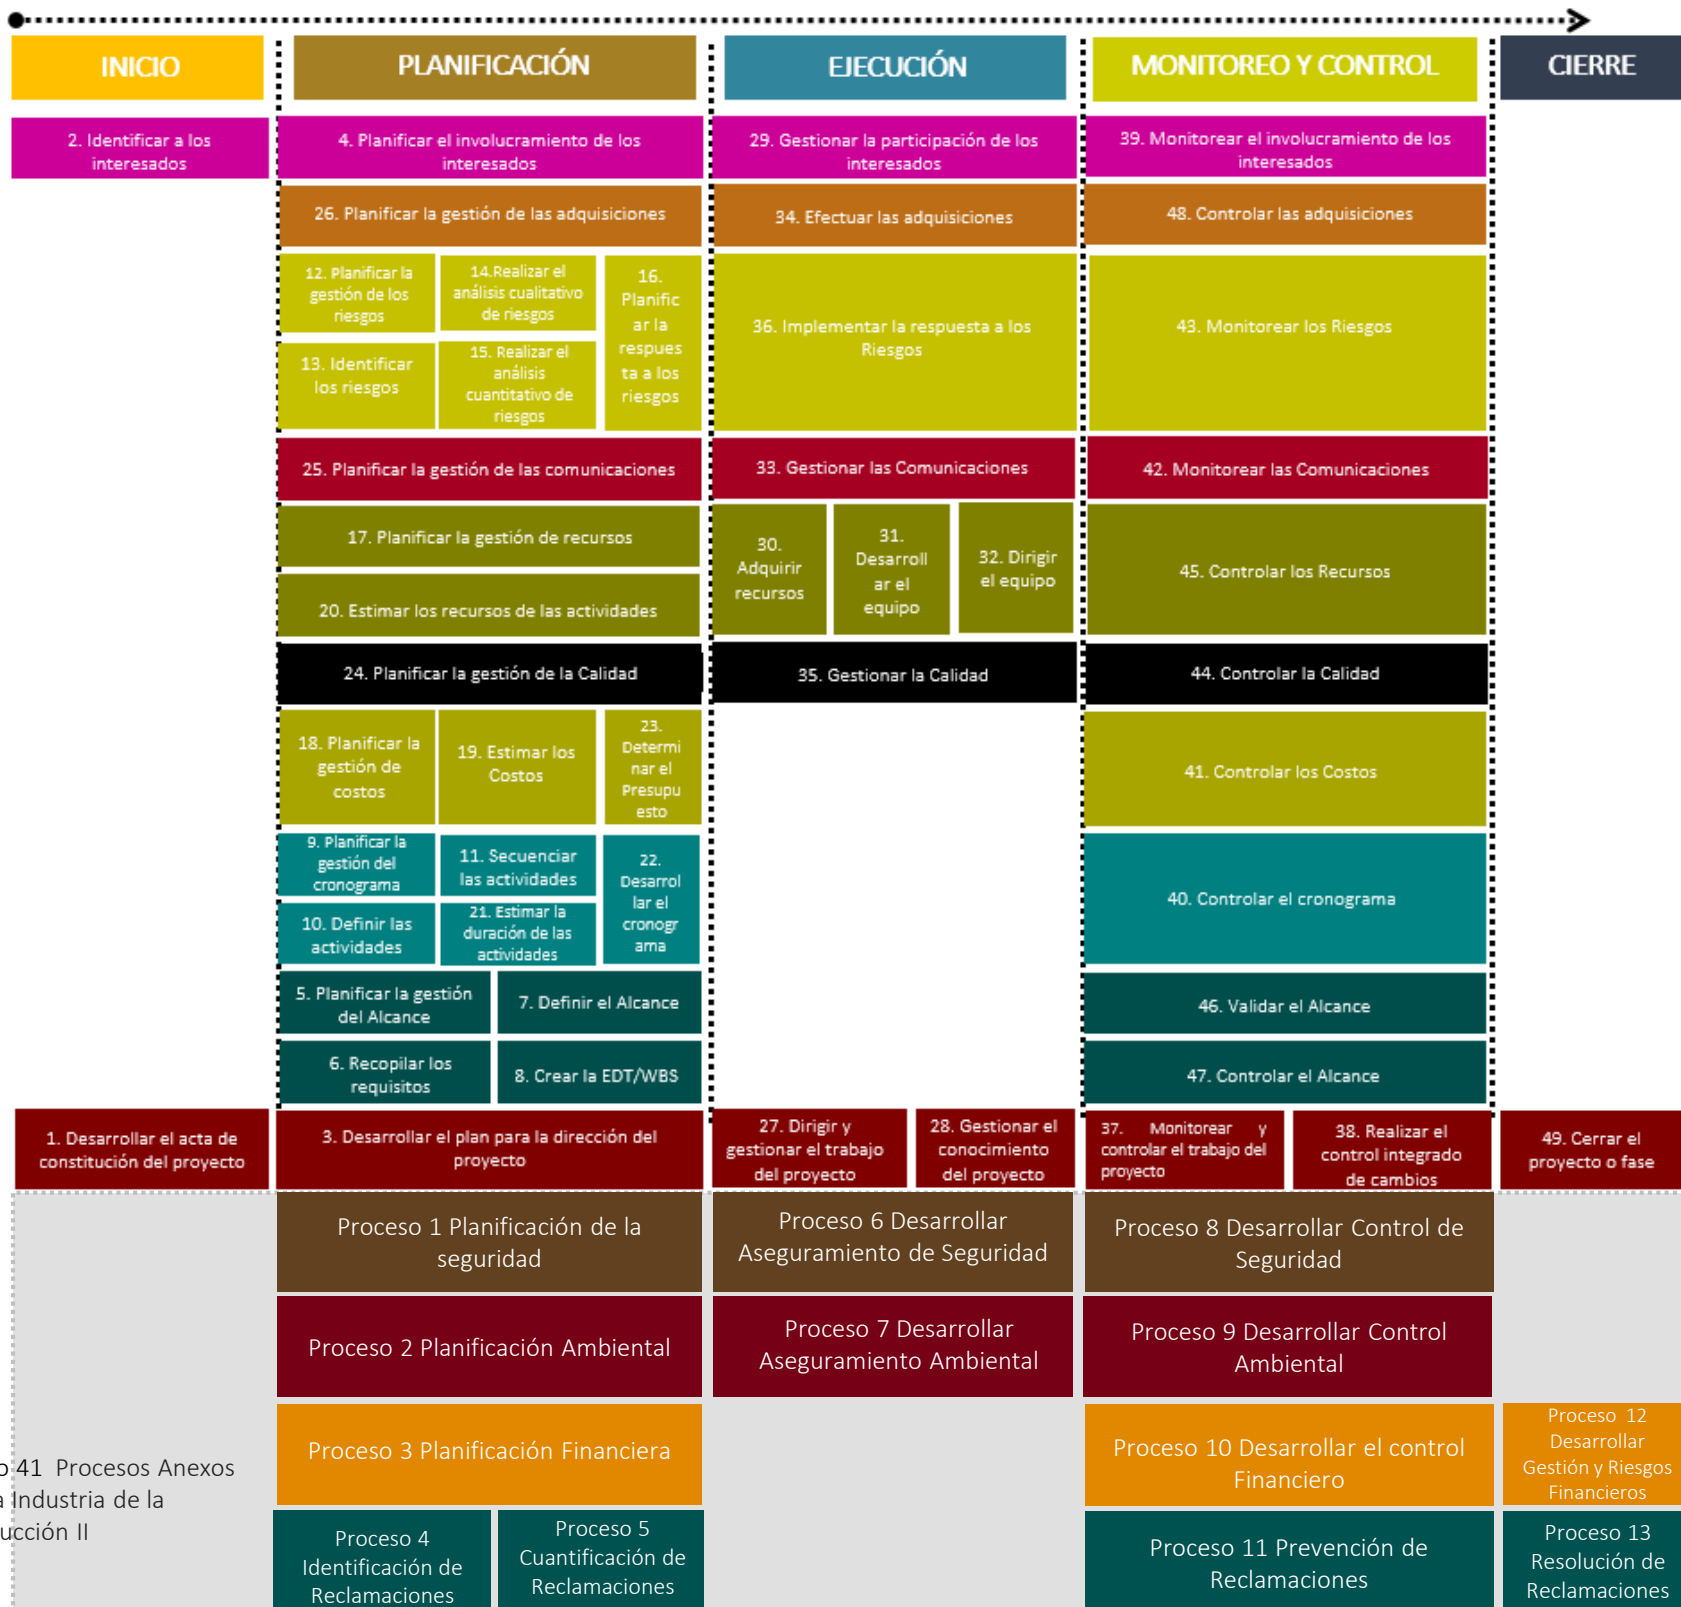 INICIO
PLANIFICACIÓN
EJECUCIÓN
MONITOREO Y CONTROL
CIERRE
2. Identificar a los
interesados
4. Planificar el involucramiento de los
interesados
29. Gestionar la participación de los
interesados
39. Monitorear el involucramiento de los
interesados
26. Planificar la gestión de las adquisiciones
34. Efectuar las adquisiciones
48. Controlar las adquisiciones
12. Planificar la
gestión de los
riesgos
14.Realizar el
análisis cualitativo
de riesgos
16.
Planific
ar la
respues
ta a los
riesgos
13. Identificar
los riesgos
15. Realizar el
análisis
cuantitativo de
riesgos
36. Implementar la respuesta a los
Riesgos
43. Monitorear los Riesgos
25. Planificar la gestión de las comunicaciones
33. Gestionar las Comunicaciones
42. Monitorear las Comunicaciones
17. Planificar la gestión de recursos
20. Estimar los recursos de las actividades
30.
Adquirir
recursos
31.
Desarroll
ar el
equipo
32. Dirigir
el equipo
45. Controlar los Recursos
24. Planificar la gestión de la Calidad
35. Gestionar la Calidad
44. Controlar la Calidad
18. Planificar la
gestión de
costos
19. Estimar los
Costos
23.
Determi
nar el
Presupu
esto
41. Controlar los Costos
9. Planificar la
gestión del
cronograma
11. Secuenciar
las actividades
22.
Desarrol
lar el
cronogr
ama
10. Definir las
actividades
21. Estimar la
duración de las
actividades
40. Controlar el cronograma
5. Planificar la gestión
del Alcance
7. Definir el Alcance
46. Validar el Alcance
6. Recopilar los
requisitos
8. Crear la EDT/WBS
47. Controlar el Alcance
1. Desarrollar el acta de
constitución del proyecto
3. Desarrollar el plan para la dirección del
proyecto
27. Dirigir y
gestionar el trabajo
del proyecto
28. Gestionar el
conocimiento
del proyecto
37. Monitorear y
controlar el trabajo del
proyecto
38. Realizar el
control integrado
de cambios
49. Cerrar el
proyecto o fase
Proceso 1 Planificación de la
seguridad
Proceso 6 Desarrollar
Aseguramiento de Seguridad
Proceso 8 Desarrollar Control de
Seguridad
Proceso 2 Planificación Ambiental
Proceso 7 Desarrollar
Aseguramiento Ambiental
Proceso 9 Desarrollar Control
Ambiental
Proceso 3 Planificación Financiera
Proceso 10 Desarrollar el control
Financiero
Proceso 12
Desarrollar
Gestión y Riesgos
Financieros
41 Procesos Anexos
Industria de la
ucción II
Proceso 4
Identificación de
Reclamaciones
Proceso 5
Cuantificación de
Reclamaciones
Proceso 11 Prevención de
Reclamaciones
Proceso 13
Resolución de
Reclamaciones